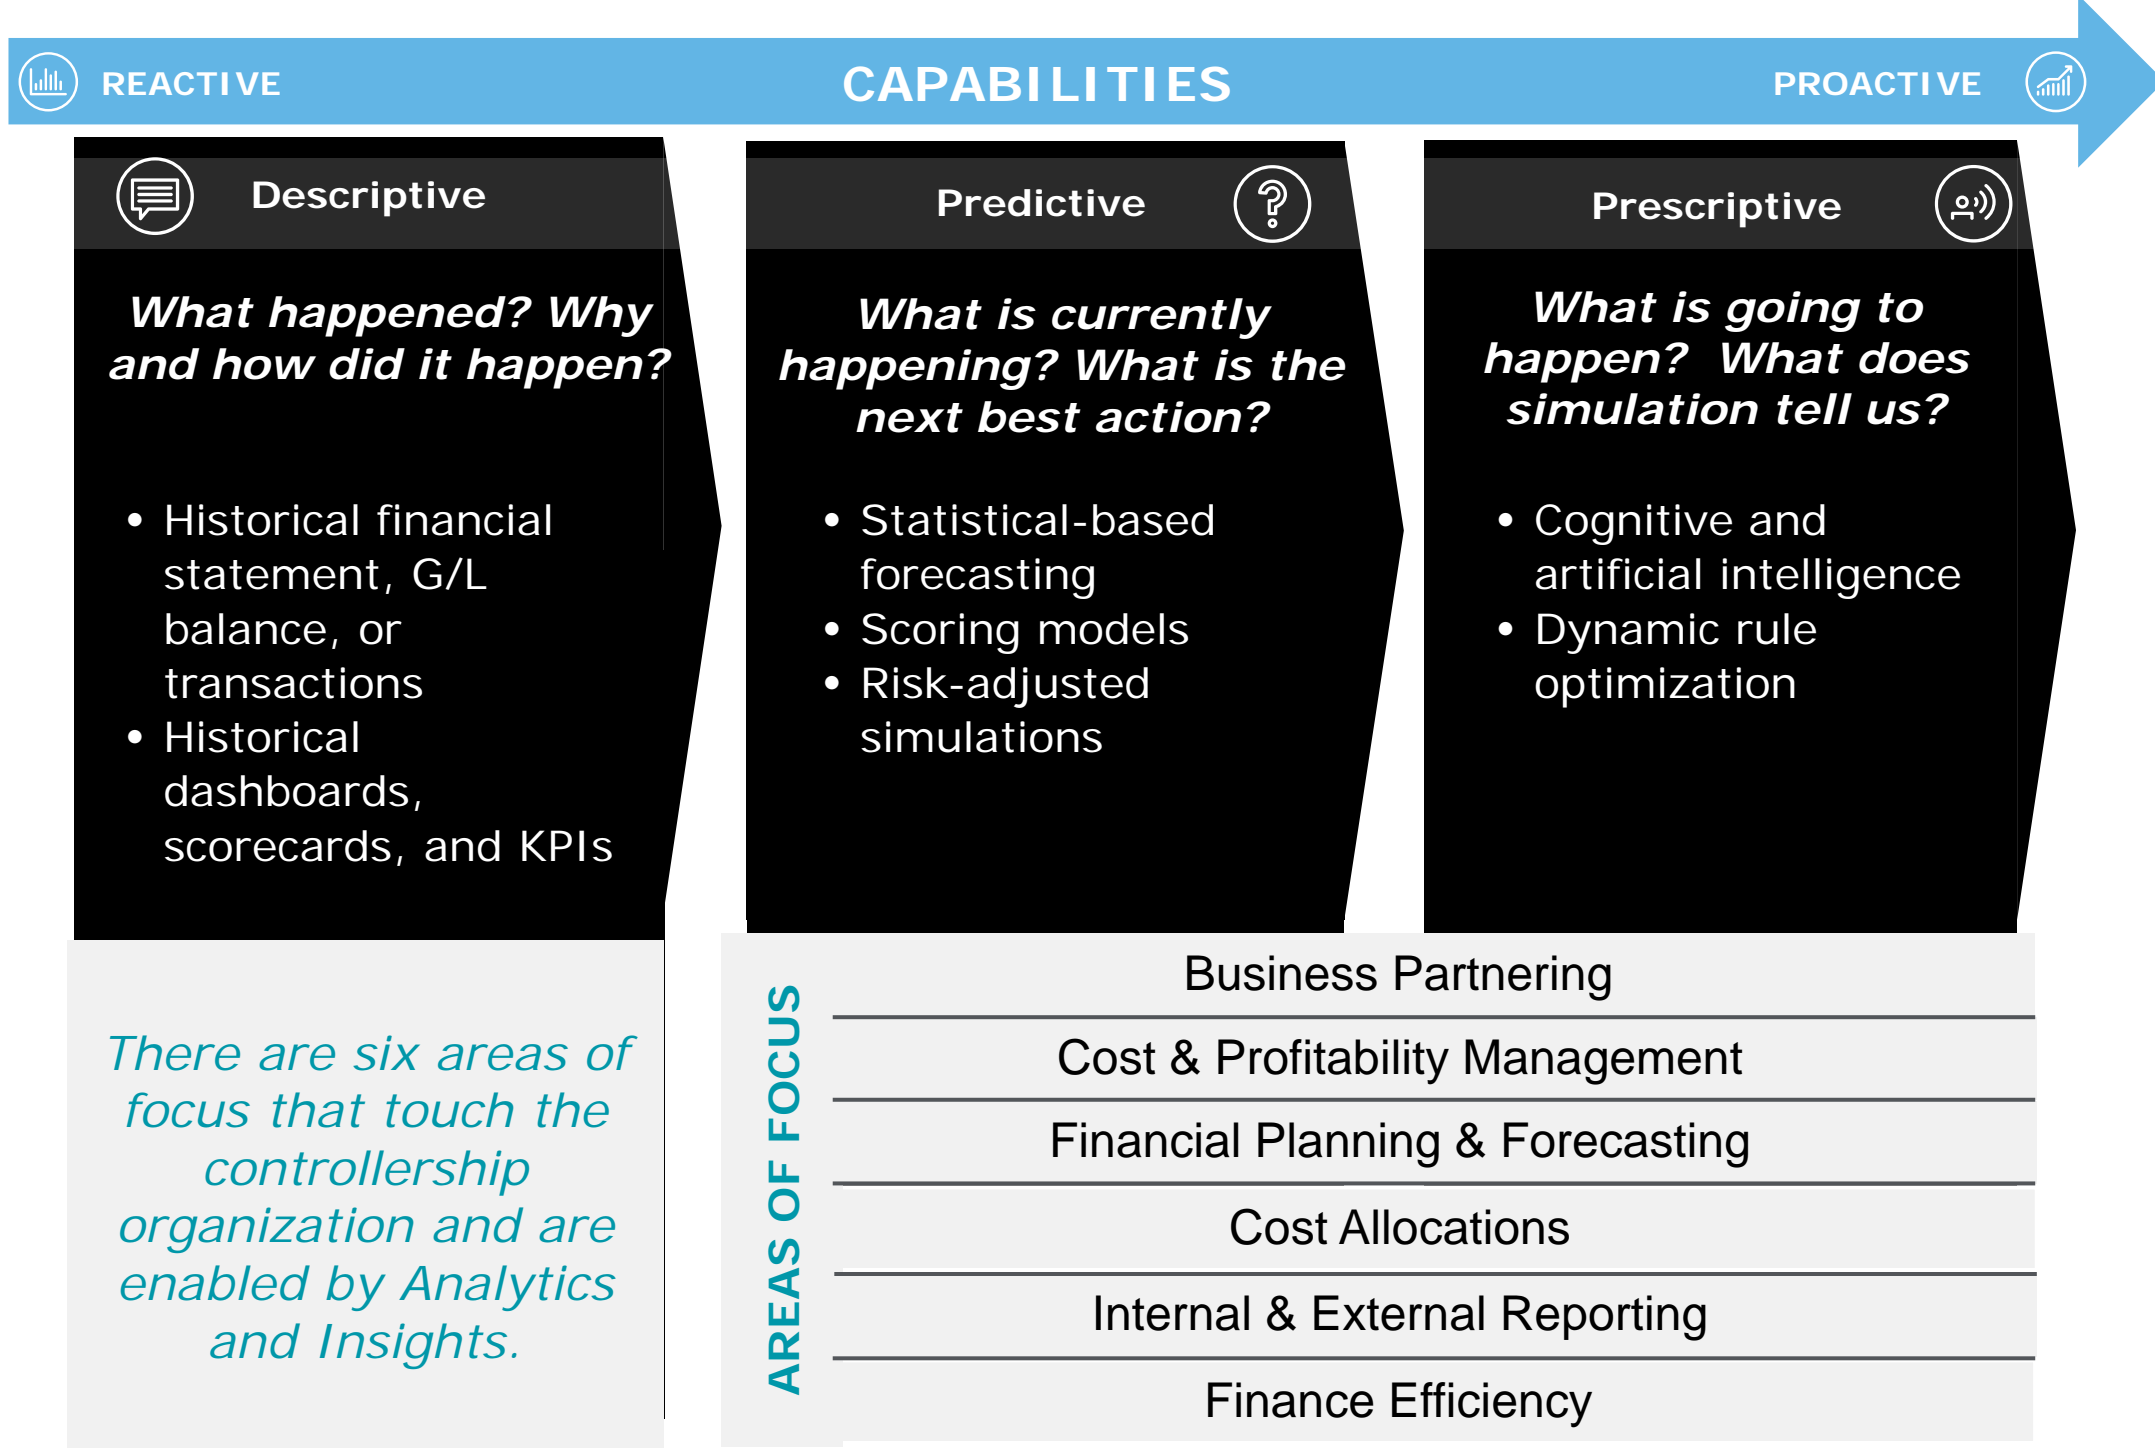 REACTIVE
CAPABILITIES
PROACTIVE
Descriptive
What happened? Why
and how did it happen?
• Historical financial
statement, G/L
balance, or
transactions
• Historical
dashboards,
scorecards, and KPIs
Predictive
What is currently
happening? What is the
next best action?
• Statistical-based
forecasting
• Scoring models
• Risk-adjusted
simulations
Prescriptive
What is going to
happen? What does
simulation tell us?
• Cognitive and
artificial intelligence
• Dynamic rule
optimization
There are six areas of
focus that touch the
controllership
organization and are
enabled by Analytics
and Insights.
AREAS OF FOCUS
Business Partnering
Cost & Profitability Management
Financial Planning & Forecasting
Cost Allocations
Internal & External Reporting
Finance Efficiency